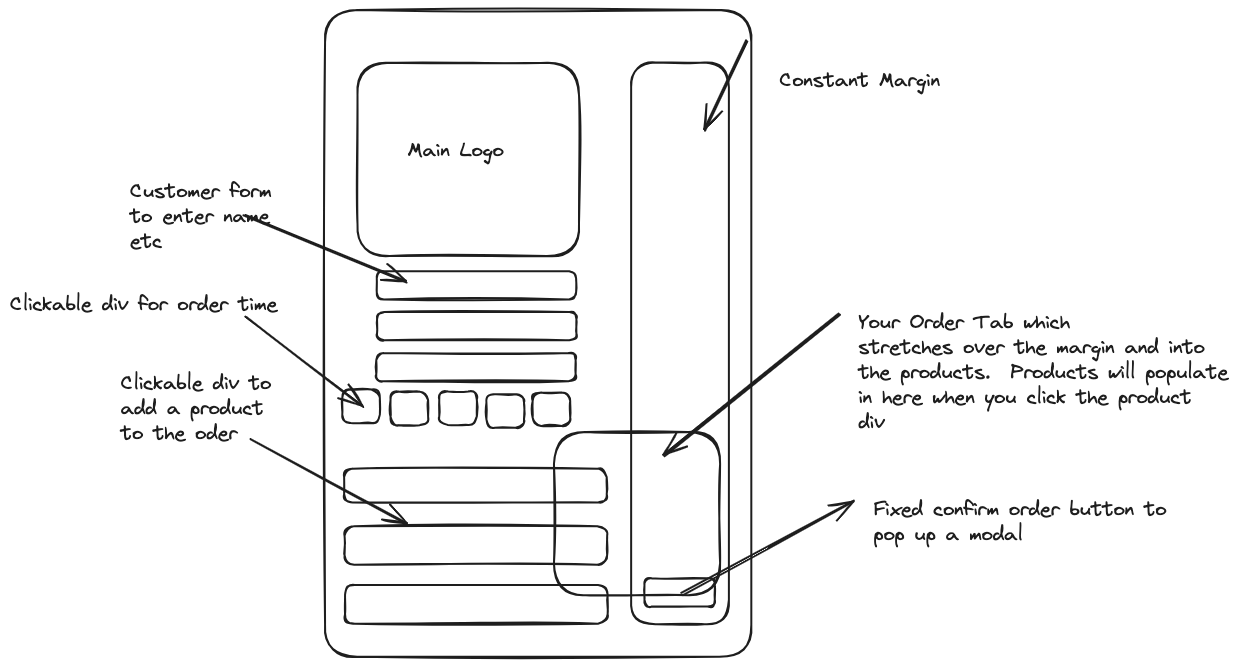 Constant Margin
Main Logo
Customer form
to enter name
etc
Clickable div for order time
Your Order Tab which
stretches over the margin and into
the products.  Products will populate
in here when you click the product
div
Clickable div to
add a product
to the oder
Fixed confirm order button to
pop up a modal